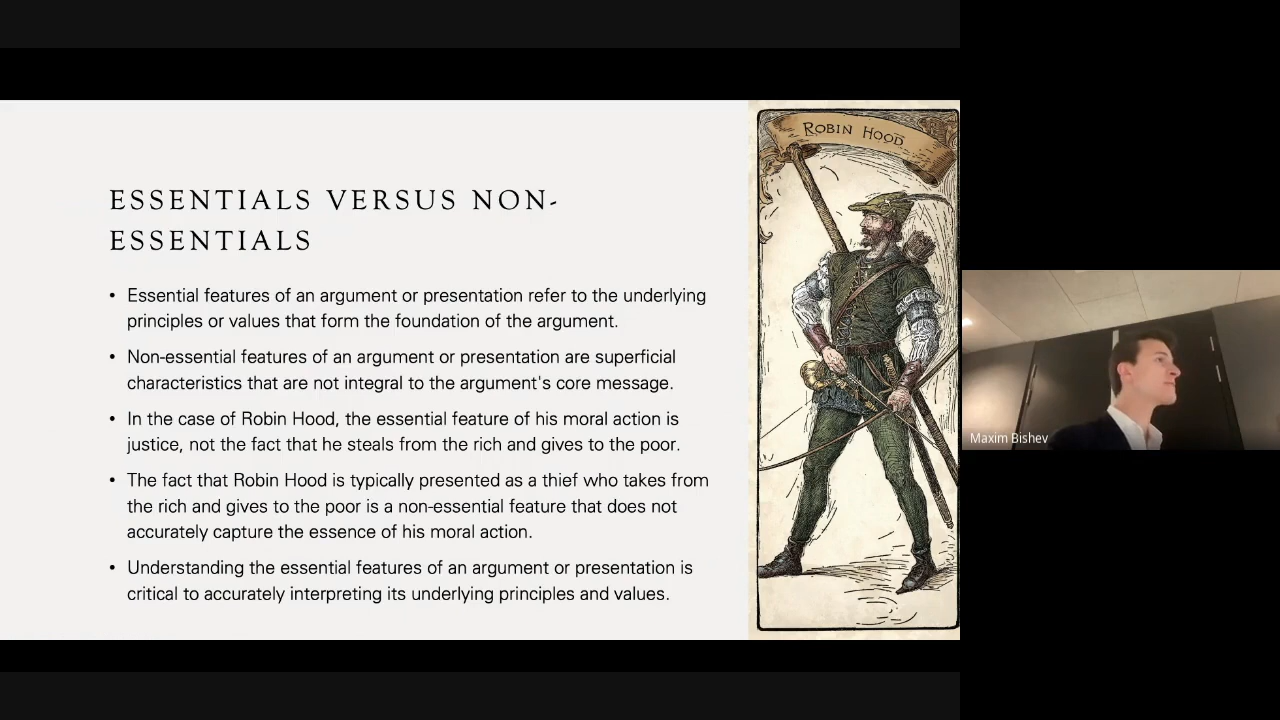 ESSENTIALS VERSUS NON-
ESSENTIALS
• Essential features of an argument or presentation refer to the underlying
principles or values that form the foundation of the argument.
• Non-essential features of an argument or presentation are superficial
characteristics that are not integral to the argument's core message.
• In the case of Robin Hood, the essential feature of his moral action is
justice, not the fact that he steals from the rich and gives to the poor.
• The fact that Robin Hood is typically presented as a thief who takes from
the rich and gives to the poor is a non-essential feature that does not
accurately capture the essence of his moral action.
• Understanding the essential features of an argument or presentation is
critical to accurately interpreting its underlying principles and values.
ROBIN HOOD
Maxim Bishev